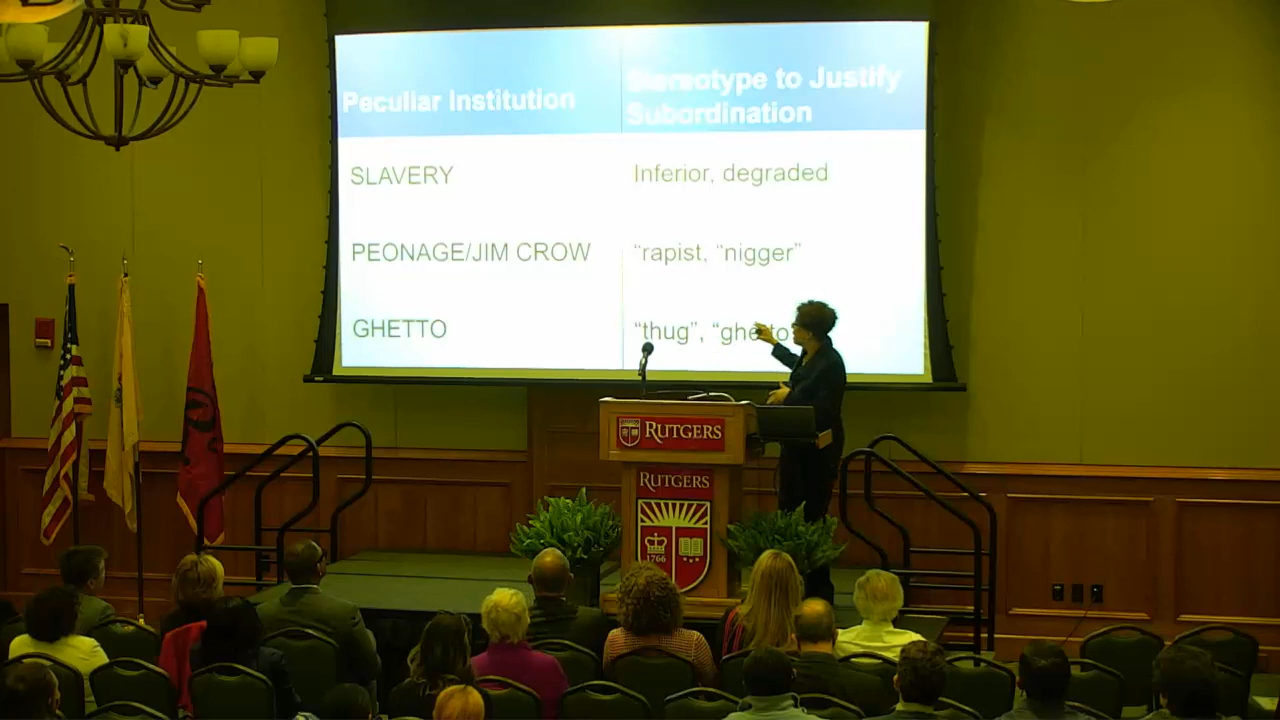 Peculiar Institution
Stereotype to Justify
Subordination
SLAVERY
Inferior, degraded
PEONAGE/JIM CROW
“rapist, “nigger”
GHETTO
“thug”, “ghetto
RUTGERS
RUTGERS
1766